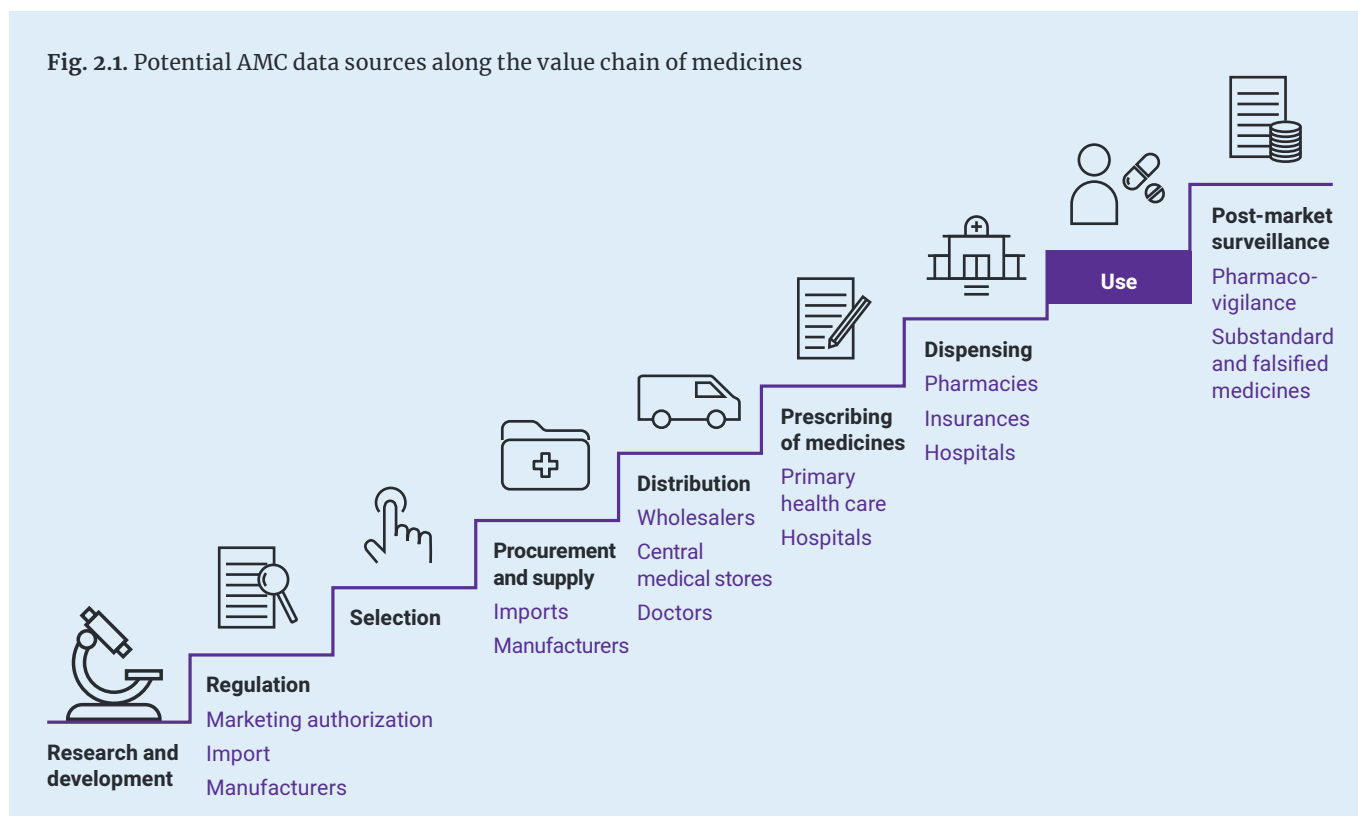 Fig. 2.1. Potential AMC data sources along the value chain of medicines
Research and
development
Regulation
Marketing authorization
Import
Manufacturers
Selection
Procurement
and supply
Imports
Manufacturers
Distribution
Wholesalers
Central
medical stores
Doctors
Prescribing
of medicines
Primary
health care
Hospitals
Dispensing
Pharmacies
Insurances
Hospitals
Use
Post-market
surveillance
Pharmaco-
vigilance
Substandard
and falsified
medicines